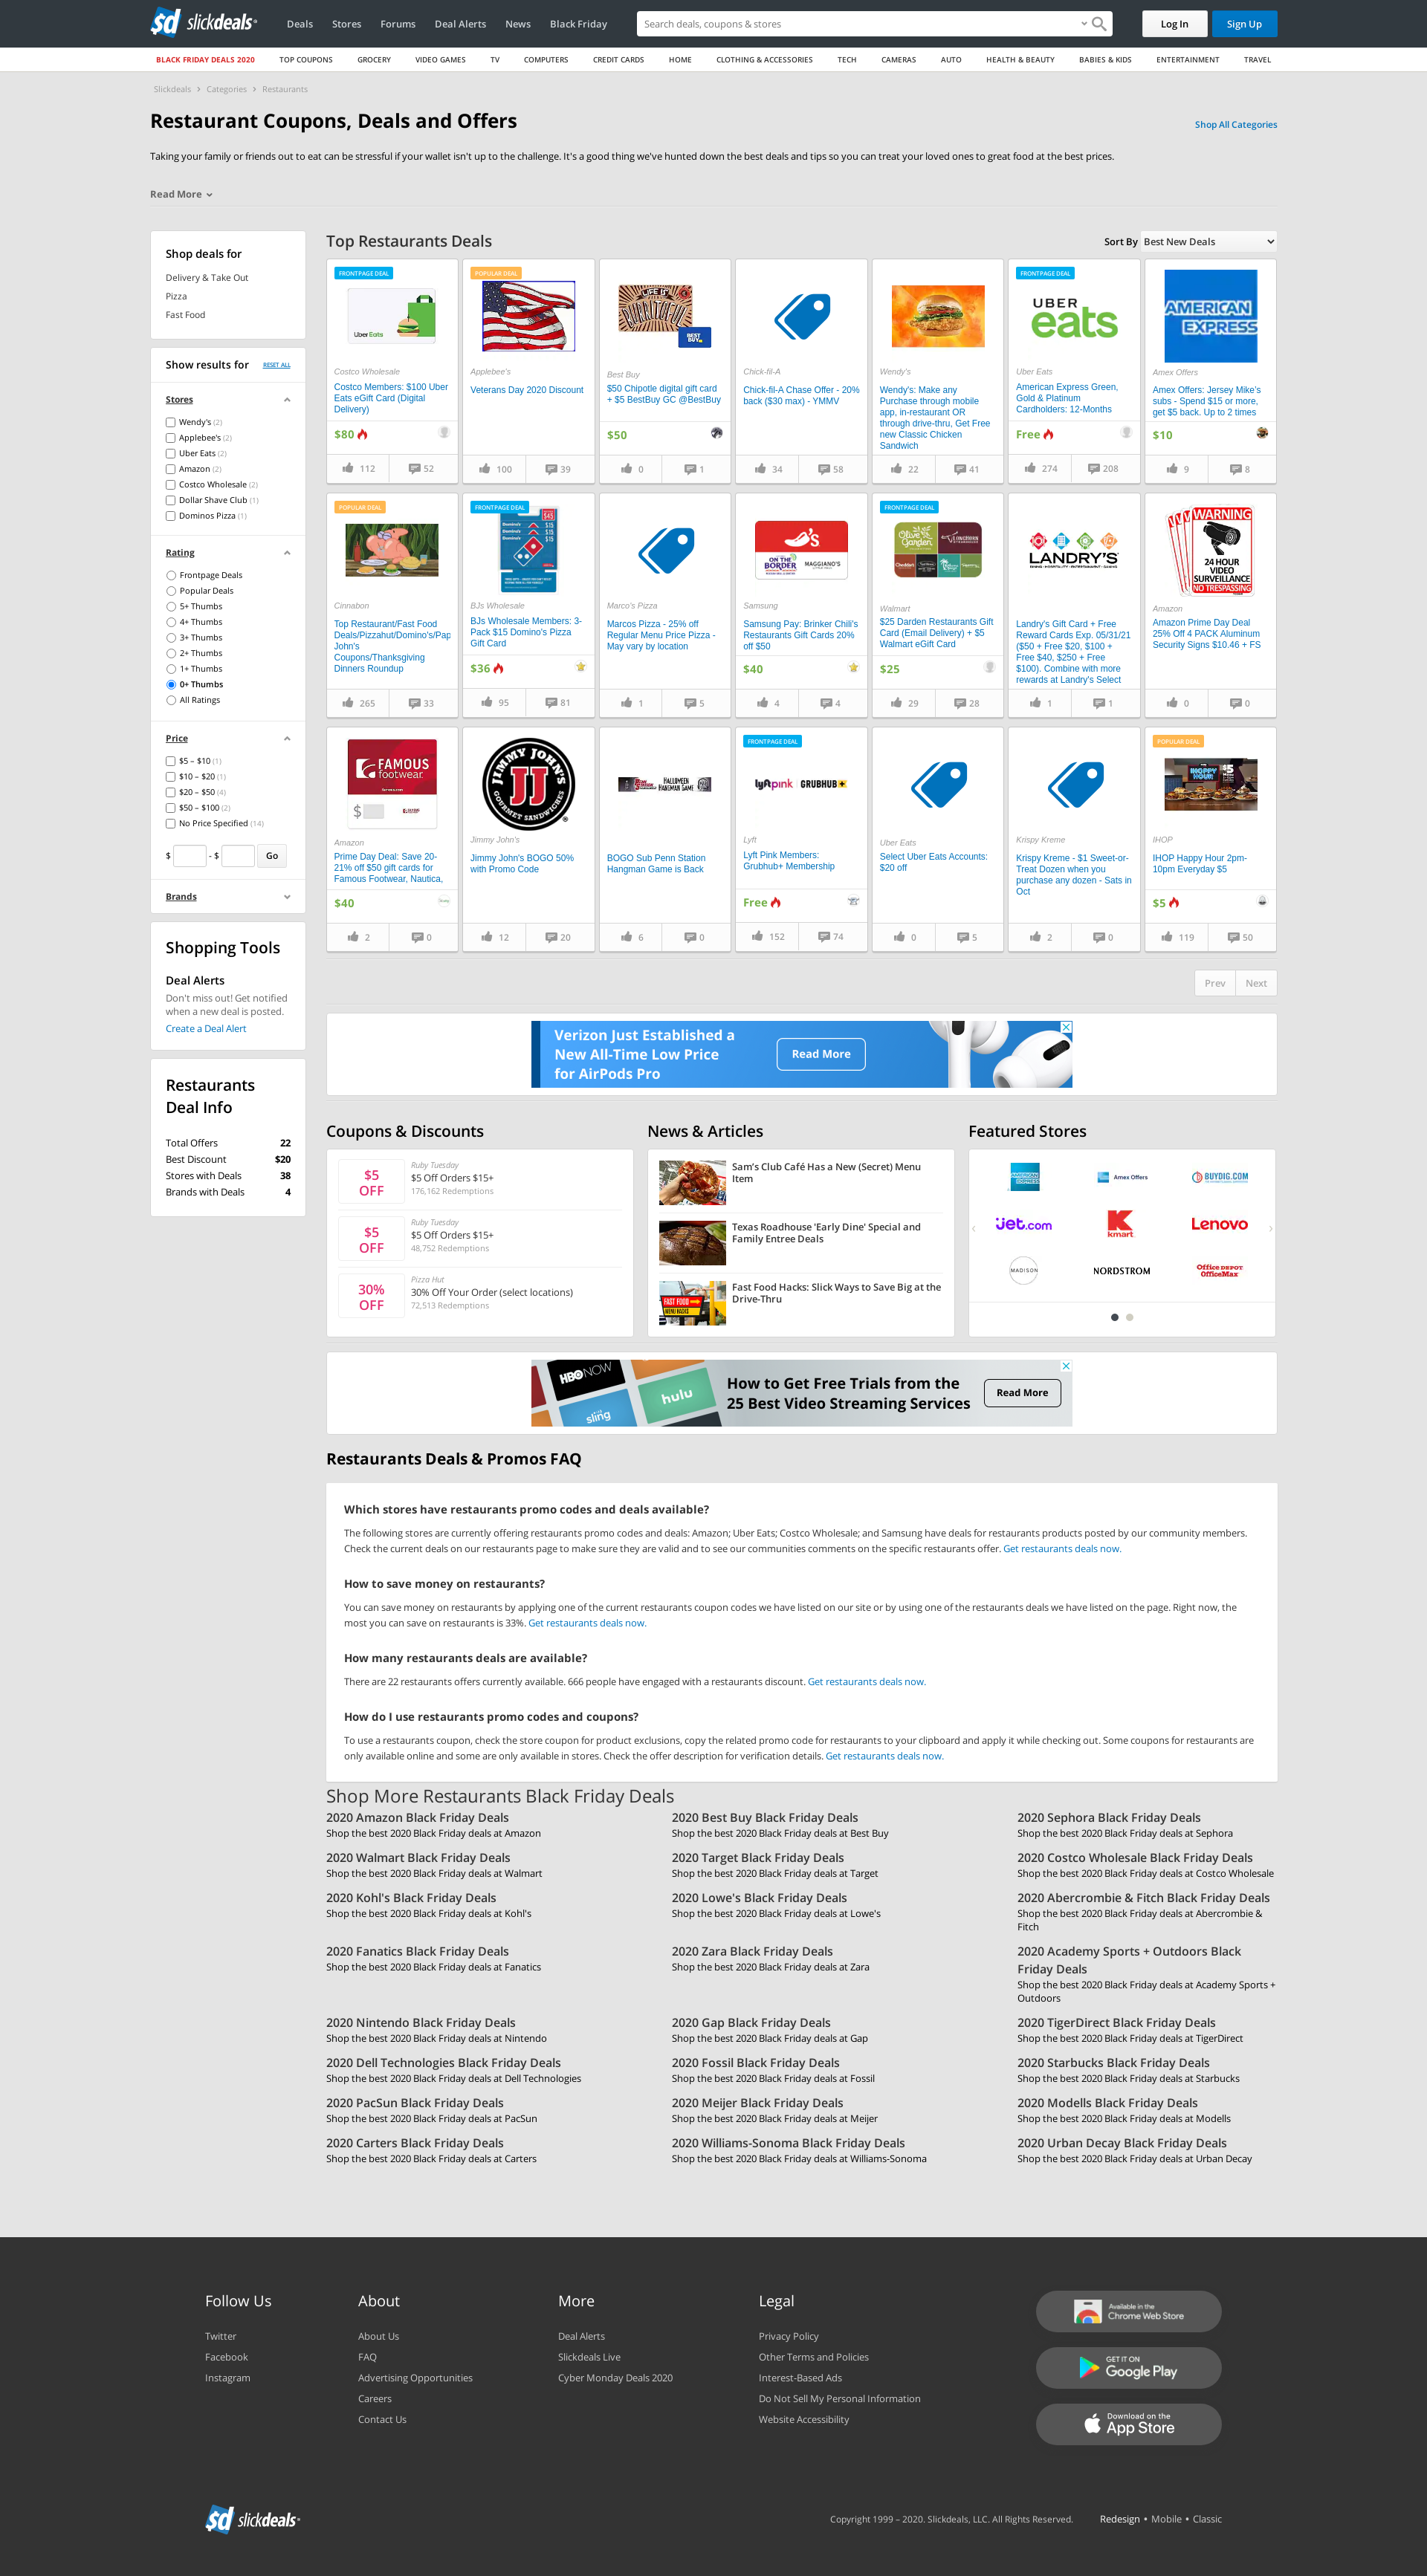 sd slickdeals
Deals Stores Forums Deal Alerts News Black Friday
Search deals, coupons & stores
Log In Sign Up
BLACK FRIDAY DEALS 2020 TOP COUPONS GROCERY VIDEO GAMES TV COMPUTERS CREDIT CARDS HOME CLOTHING & ACCESSORIES TECH CAMERAS AUTO HEALTH & BEAUTY BABIES & KIDS ENTERTAINMENT TRAVEL
Slickdeals > Categories > Restaurants
Restaurant Coupons, Deals and Offers
Shop All Categories
Taking your family or friends out to eat can be stressful if your wallet isn't up to the challenge. It's a good thing we've hunted down the best deals and tips so you can treat your loved ones to great food at the best prices.
Read More
Shop deals for
Delivery & Take Out
Pizza
Fast Food
Show results for RESET ALL
Stores
Wendy's (2)
Applebee's (2)
Uber Eats (2)
Amazon (2)
Costco Wholesale (2)
Dollar Shave Club (1)
Dominos Pizza (1)
Rating
Frontpage Deals
Popular Deals
5+ Thumbs
4+ Thumbs
3+ Thumbs
2+ Thumbs
1+ Thumbs
0+ Thumbs
All Ratings
Price
$5 – $10 (1)
$10 – $20 (1)
$20 – $50 (4)
$50 – $100 (2)
No Price Specified (14)
$ - $ Go
Brands
Shopping Tools
Deal Alerts
Don't miss out! Get notified
when a new deal is posted.
Create a Deal Alert
Restaurants
Deal Info
Total Offers 22
Best Discount $20
Stores with Deals 38
Brands with Deals 4
Top Restaurants Deals
Sort By Best New Deals
FRONTPAGE DEAL
Uber Eats
Costco Wholesale
Costco Members: $100 Uber
Eats eGift Card (Digital
Delivery)
$80
112 52
POPULAR DEAL
Applebee's
Veterans Day 2020 Discount
100 39
LIFE IS
BURRITOFUL
BEST BUY
Best Buy
$50 Chipotle digital gift card
+ $5 BestBuy GC @BestBuy
$50
0 1
Chick-fil-A
Chick-fil-A Chase Offer - 20%
back ($30 max) - YMMV
34 58
Wendy's
Wendy's: Make any
Purchase through mobile
app, in-restaurant OR
through drive-thru, Get Free
new Classic Chicken
Sandwich
22 41
FRONTPAGE DEAL
UBER
eats
Uber Eats
American Express Green,
Gold & Platinum
Cardholders: 12-Months
Free
274 208
AMERICAN
EXPRESS
Amex Offers
Amex Offers: Jersey Mike's
subs - Spend $15 or more,
get $5 back. Up to 2 times
$10
9 8
POPULAR DEAL
Cinnabon
Top Restaurant/Fast Food
Deals/Pizzahut/Domino's/Pap
John's
Coupons/Thanksgiving
Dinners Roundup
265 33
FRONTPAGE DEAL
$45
$15
$15
$15
BJs Wholesale
BJs Wholesale Members: 3-
Pack $15 Domino's Pizza
Gift Card
$36
95 81
Marco's Pizza
Marcos Pizza - 25% off
Regular Menu Price Pizza -
May vary by location
1 5
ON THE
BORDER
MAGGIANO'S
Samsung
Samsung Pay: Brinker Chili's
Restaurants Gift Cards 20%
off $50
$40
4 4
FRONTPAGE DEAL
Olive Garden
LONGHORN
Walmart
$25 Darden Restaurants Gift
Card (Email Delivery) + $5
Walmart eGift Card
$25
29 28
LANDRY'S
Landry's Gift Card + Free
Reward Cards Exp. 05/31/21
($50 + Free $20, $100 +
Free $40, $250 + Free
$100). Combine with more
rewards at Landry's Select
1 1
WARNING
24 HOUR
VIDEO
SURVEILLANCE
NO TRESPASSING
Amazon
Amazon Prime Day Deal
25% Off 4 PACK Aluminum
Security Signs $10.46 + FS
0 0
FAMOUS
footwear
$
Amazon
Prime Day Deal: Save 20-
21% off $50 gift cards for
Famous Footwear, Nautica,
$40
2 0
JIMMY JOHN'S
JJ
GOURMET SANDWICHES
Jimmy John's
Jimmy John's BOGO 50%
with Promo Code
12 20
PENN STATION
HALLOWEEN
HANGMAN GAME
BOGO Sub Penn Station
Hangman Game is Back
6 0
FRONTPAGE DEAL
lyft pink GRUBHUB+
Lyft
Lyft Pink Members:
Grubhub+ Membership
Free
152 74
Uber Eats
Select Uber Eats Accounts:
$20 off
0 5
Krispy Kreme
Krispy Kreme - $1 Sweet-or-
Treat Dozen when you
purchase any dozen - Sats in
Oct
2 0
POPULAR DEAL
HAPPY HOUR $5
IHOP
IHOP Happy Hour 2pm-
10pm Everyday $5
$5
119 50
Prev Next
Verizon Just Established a
New All-Time Low Price
for AirPods Pro
Read More
Coupons & Discounts
$5
OFF
Ruby Tuesday
$5 Off Orders $15+
176,162 Redemptions
$5
OFF
Ruby Tuesday
$5 Off Orders $15+
48,752 Redemptions
30%
OFF
Pizza Hut
30% Off Your Order (select locations)
72,513 Redemptions
News & Articles
Sam's Club Café Has a New (Secret) Menu
Item
Texas Roadhouse 'Early Dine' Special and
Family Entree Deals
FAST FOOD
MENU HACKS
Fast Food Hacks: Slick Ways to Save Big at the
Drive-Thru
Featured Stores
AMERICAN EXPRESS Amex Offers BUYDIG.COM
Jet.com kmart Lenovo
MADISON NORDSTROM Office DEPOT OfficeMax
HBO NOW
hulu
sling
How to Get Free Trials from the
25 Best Video Streaming Services
Read More
Restaurants Deals & Promos FAQ
Which stores have restaurants promo codes and deals available?
The following stores are currently offering restaurants promo codes and deals: Amazon; Uber Eats; Costco Wholesale; and Samsung have deals for restaurants products posted by our community members.
Check the current deals on our restaurants page to make sure they are valid and to see our communities comments on the specific restaurants offer. Get restaurants deals now.
How to save money on restaurants?
You can save money on restaurants by applying one of the current restaurants coupon codes we have listed on our site or by using one of the restaurants deals we have listed on the page. Right now, the
most you can save on restaurants is 33%. Get restaurants deals now.
How many restaurants deals are available?
There are 22 restaurants offers currently available. 666 people have engaged with a restaurants discount. Get restaurants deals now.
How do I use restaurants promo codes and coupons?
To use a restaurants coupon, check the store coupon for product exclusions, copy the related promo code for restaurants to your clipboard and apply it while checking out. Some coupons for restaurants are
only available online and some are only available in stores. Check the offer description for verification details. Get restaurants deals now.
Shop More Restaurants Black Friday Deals
2020 Amazon Black Friday Deals
Shop the best 2020 Black Friday deals at Amazon
2020 Best Buy Black Friday Deals
Shop the best 2020 Black Friday deals at Best Buy
2020 Sephora Black Friday Deals
Shop the best 2020 Black Friday deals at Sephora
2020 Walmart Black Friday Deals
Shop the best 2020 Black Friday deals at Walmart
2020 Target Black Friday Deals
Shop the best 2020 Black Friday deals at Target
2020 Costco Wholesale Black Friday Deals
Shop the best 2020 Black Friday deals at Costco Wholesale
2020 Kohl's Black Friday Deals
Shop the best 2020 Black Friday deals at Kohl's
2020 Lowe's Black Friday Deals
Shop the best 2020 Black Friday deals at Lowe's
2020 Abercrombie & Fitch Black Friday Deals
Shop the best 2020 Black Friday deals at Abercrombie &
Fitch
2020 Fanatics Black Friday Deals
Shop the best 2020 Black Friday deals at Fanatics
2020 Zara Black Friday Deals
Shop the best 2020 Black Friday deals at Zara
2020 Academy Sports + Outdoors Black
Friday Deals
Shop the best 2020 Black Friday deals at Academy Sports +
Outdoors
2020 Nintendo Black Friday Deals
Shop the best 2020 Black Friday deals at Nintendo
2020 Gap Black Friday Deals
Shop the best 2020 Black Friday deals at Gap
2020 TigerDirect Black Friday Deals
Shop the best 2020 Black Friday deals at TigerDirect
2020 Dell Technologies Black Friday Deals
Shop the best 2020 Black Friday deals at Dell Technologies
2020 Fossil Black Friday Deals
Shop the best 2020 Black Friday deals at Fossil
2020 Starbucks Black Friday Deals
Shop the best 2020 Black Friday deals at Starbucks
2020 PacSun Black Friday Deals
Shop the best 2020 Black Friday deals at PacSun
2020 Meijer Black Friday Deals
Shop the best 2020 Black Friday deals at Meijer
2020 Modells Black Friday Deals
Shop the best 2020 Black Friday deals at Modells
2020 Carters Black Friday Deals
Shop the best 2020 Black Friday deals at Carters
2020 Williams-Sonoma Black Friday Deals
Shop the best 2020 Black Friday deals at Williams-Sonoma
2020 Urban Decay Black Friday Deals
Shop the best 2020 Black Friday deals at Urban Decay
Follow Us
Twitter
Facebook
Instagram
About
About Us
FAQ
Advertising Opportunities
Careers
Contact Us
More
Deal Alerts
Slickdeals Live
Cyber Monday Deals 2020
Legal
Privacy Policy
Other Terms and Policies
Interest-Based Ads
Do Not Sell My Personal Information
Website Accessibility
Available in the
Chrome Web Store
GET IT ON
Google Play
Download on the
App Store
sd slickdeals
Copyright 1999 – 2020. Slickdeals, LLC. All Rights Reserved. Redesign • Mobile • Classic